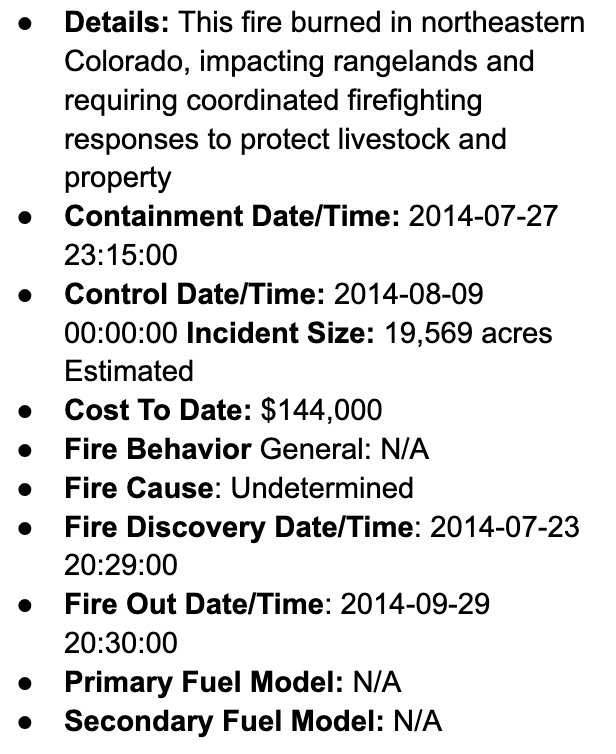 ● Details: This fire burned in northeastern
Colorado, impacting rangelands and
requiring coordinated firefighting
responses to protect livestock and
property
● Containment Date/Time: 2014-07-27
23:15:00
● Control Date/Time: 2014-08-09
00:00:00 Incident Size: 19,569 acres
Estimated
● Cost To Date: $144,000
● Fire Behavior General: N/A
● Fire Cause: Undetermined
● Fire Discovery Date/Time: 2014-07-23
20:29:00
● Fire Out Date/Time: 2014-09-29
20:30:00
● Primary Fuel Model: N/A
● Secondary Fuel Model: N/A